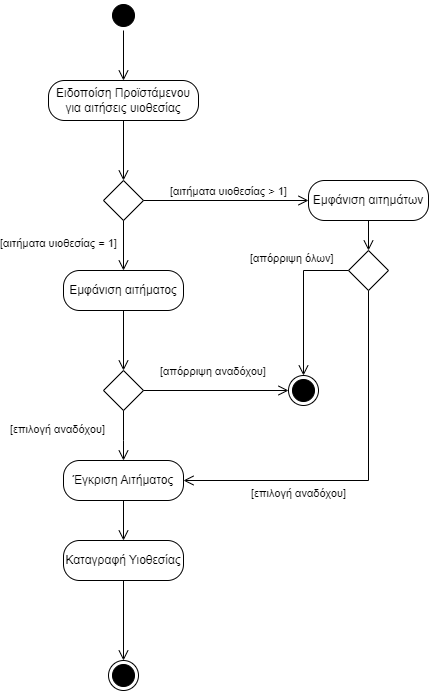 Ειδοποίση Προϊστάμενου
για αιτήσεις υιοθεσίας
[αιτήματα υιοθεσίας > 1]
Εμφάνιση αιτημάτων
[αιτήματα υιοθεσίας = 1]
[απόρριψη όλων]
Εμφάνιση αιτήματος
[απόρριψη αναδόχου]
[επιλογή αναδόχου]
Έγκριση Αιτήματος
[επιλογή αναδόχου]
Καταγραφή Υιοθεσίας